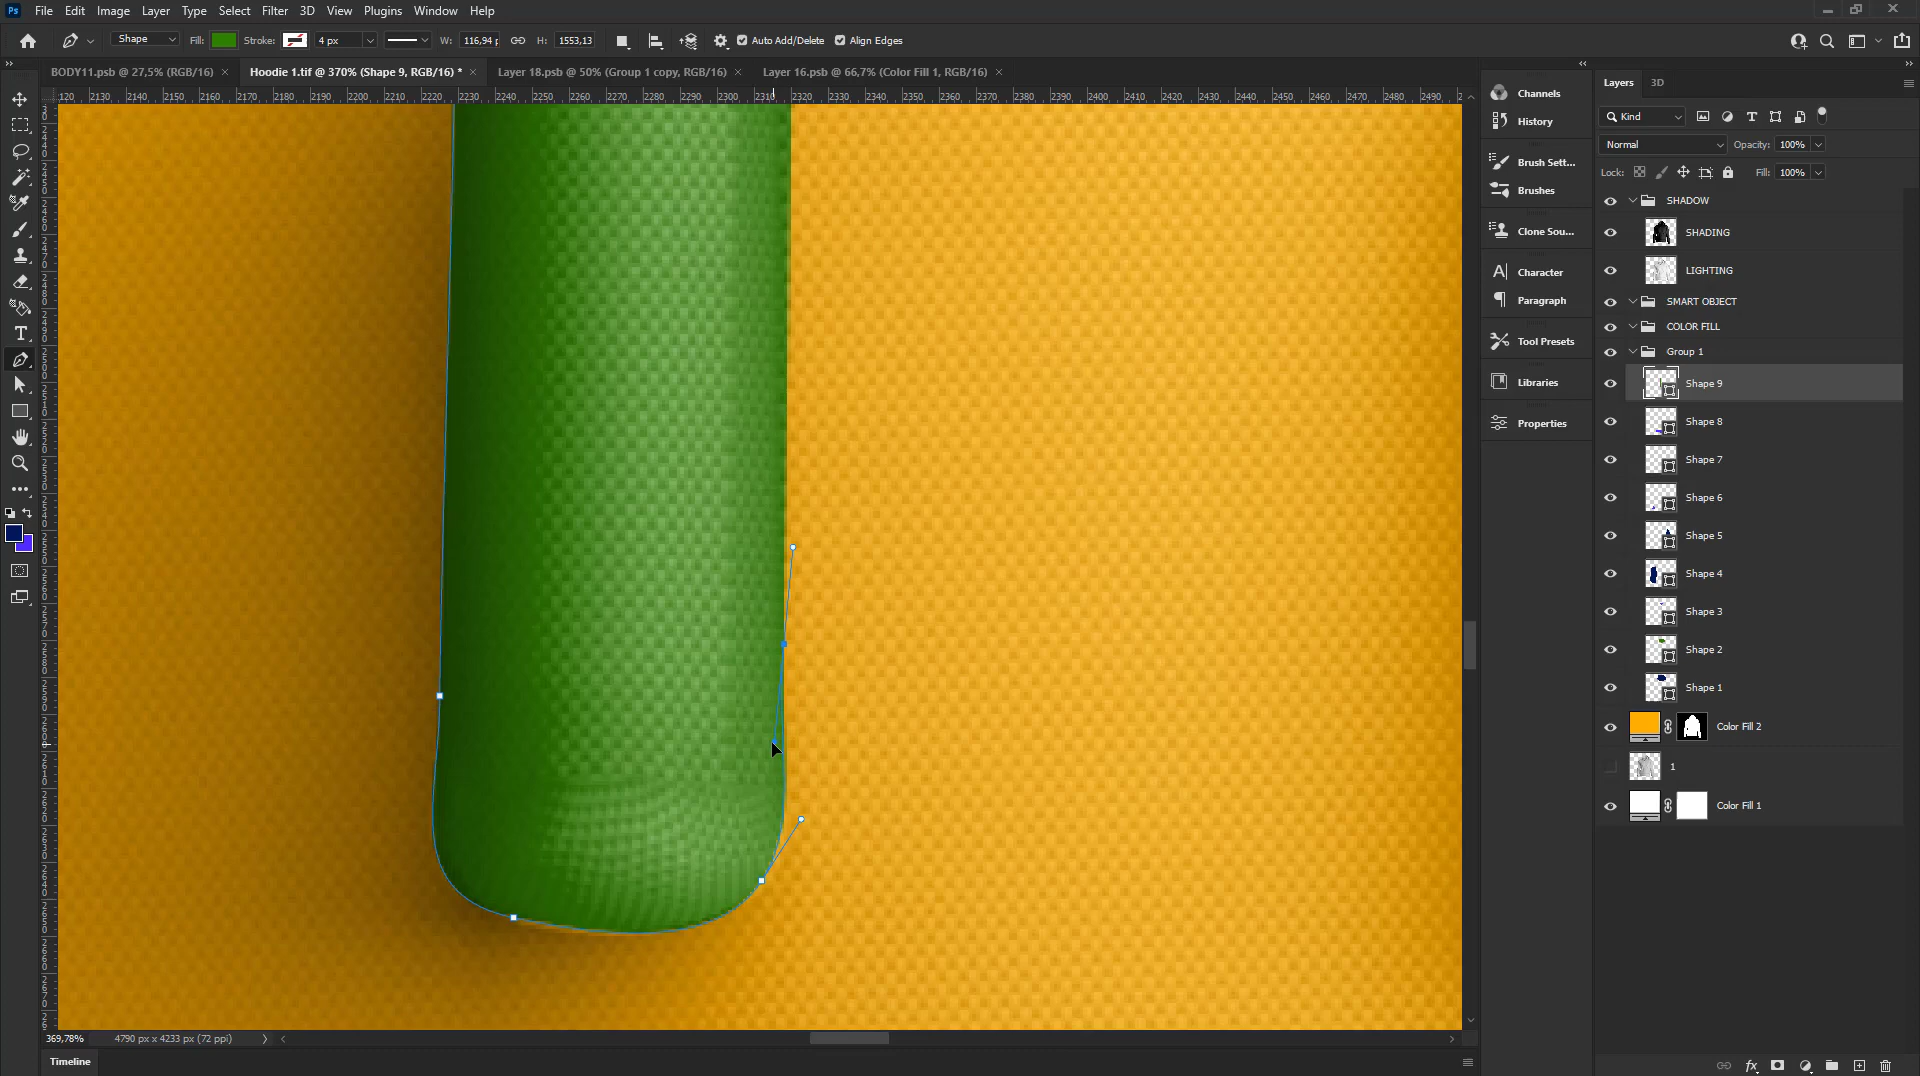 Ps File Edit Image Layer Type Select Filter 3D View Plugins Window Help
Shape Fill: Stroke: 4 px W: 116,94 p H: 1553,13 Auto Add/Delete Align Edges
BODY11.psb @ 27,5% (RGB/16) × Hoodie 1.tif @ 370% (Shape 9, RGB/16) * × Layer 18.psb @ 50% (Group 1 copy, RGB/16) × Layer 16.psb @ 66,7% (Color Fill 1, RGB/16) ×
2130 2140 2150 2160 2170 2180 2190 2200 2210 2220 2230 2240 2250 2260 2270 2280 2290 2300 2310 2320 2330 2340 2350 2360 2370 2380 2390 2400 2410 2420 2430 2440 2450 2460 2470 2480 2490
Channels
History
Brush Sett...
Brushes
Clone Sou...
Character
Paragraph
Tool Presets
Libraries
Properties
Layers 3D
Kind
Normal Opacity: 100%
Lock: Fill: 100%
SHADOW
SHADING
LIGHTING
SMART OBJECT
COLOR FILL
Group 1
Shape 9
Shape 8
Shape 7
Shape 6
Shape 5
Shape 4
Shape 3
Shape 2
Shape 1
Color Fill 2
1
Color Fill 1
369,78% 4790 px x 4233 px (72 ppi)
Timeline